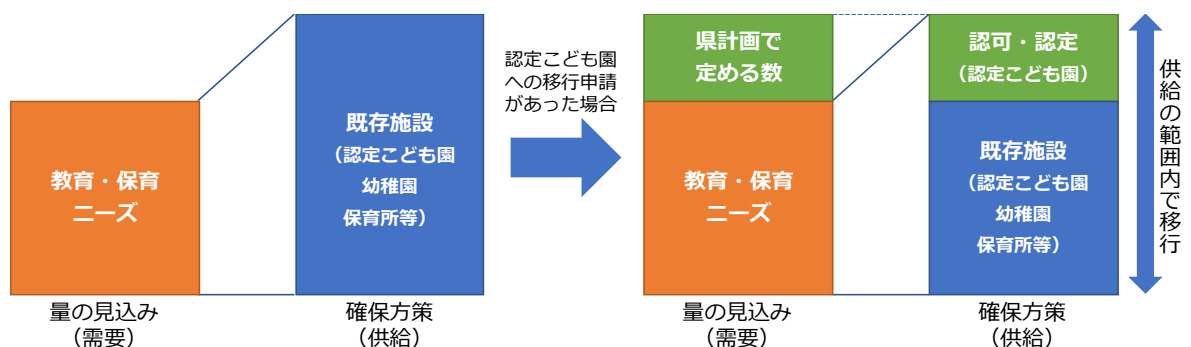 教育・保育
ニーズ
量の見込み
（需要）
既存施設
（認定こども園
幼稚園
保育所等）
確保方策
（供給）
認定こども園
への移行申請
があった場合
県計画で
定める数
教育・保育
ニーズ
量の見込み
（需要）
認可・認定
（認定こども園）
既存施設
（認定こども園
幼稚園
保育所等）
確保方策
（供給）
供給の範囲内で移行